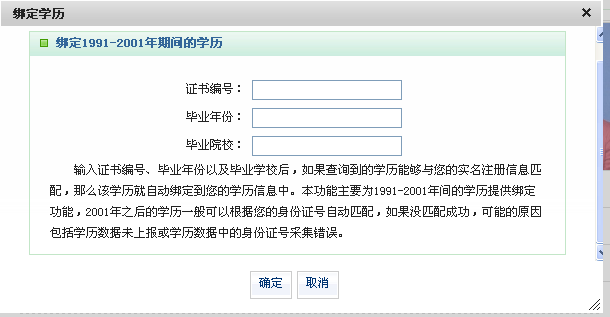 绑定学历
绑定1991-2001年期间的学历
证书编号：
毕业年份：
毕业院校：
输入证书编号、毕业年份以及毕业学校后，如果查询到的学历能够与您的实名注册信息匹
配，那么该学历就自动绑定到您的学历信息中。本功能主要为1991-2001年间的学历提供绑定
功能，2001年之后的学历一般可以根据您的身份证号自动匹配，如果没匹配成功，可能的原因
包括学历数据未上报或学历数据中的身份证号采集错误。
确定 取消